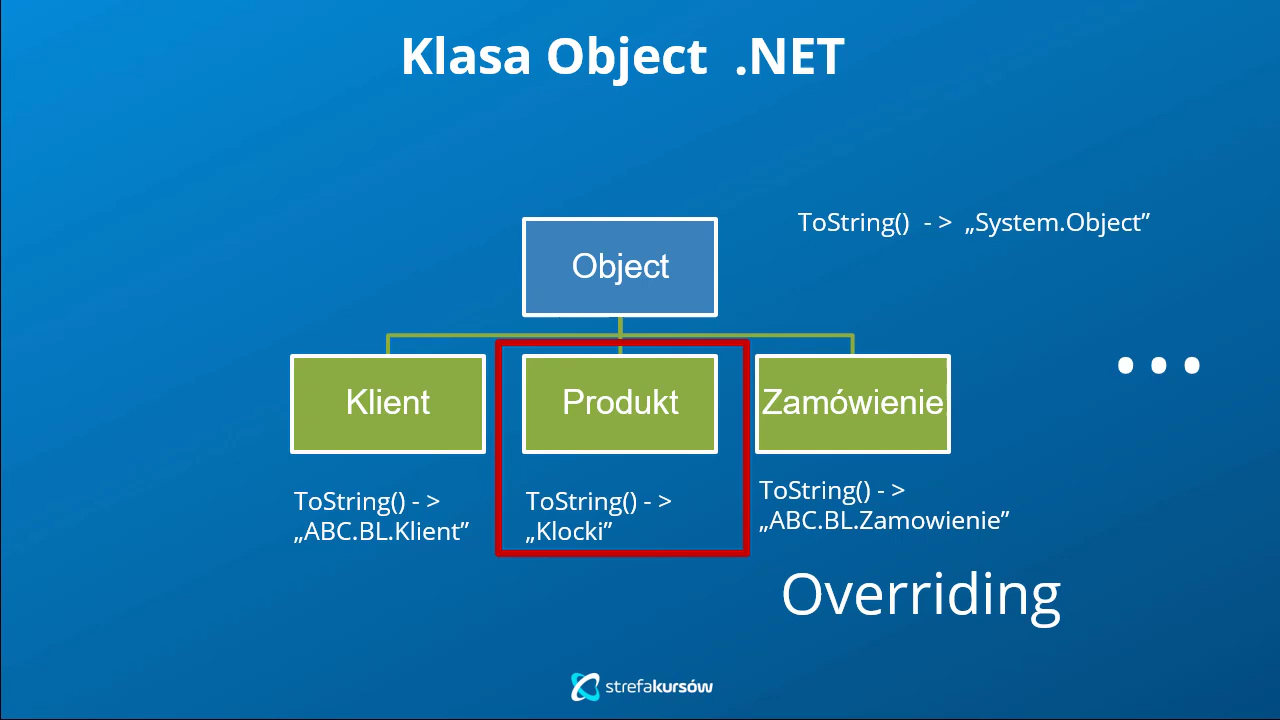 Klasa Object .NET
ToString() - > „System.Object”
Object
Klient
Produkt
Zamówienie
...
ToString() - >
„ABC.BL.Klient”
ToString() - >
„Klocki”
ToString() - >
„ABC.BL.Zamowienie”
Overriding
strefakursów